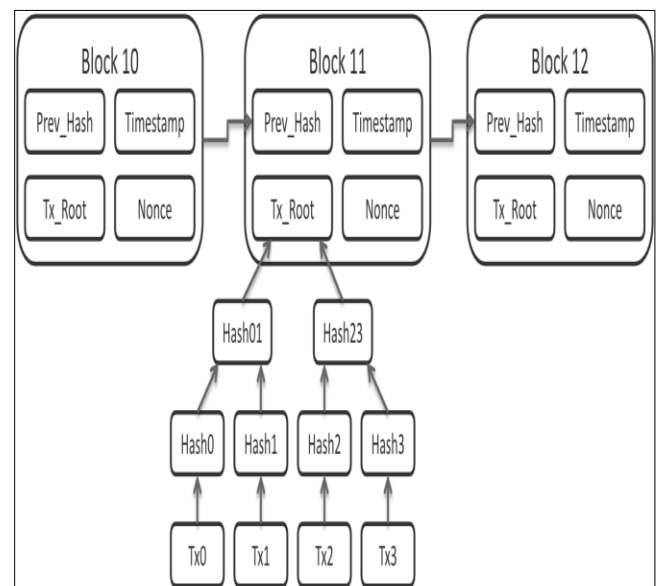 Block 10
Block 11
Block 12
Prev_Hash
Timestamp
Prev_Hash
Timestamp
Prev_Hash
Timestamp
Tx_Root
Nonce
Tx_Root
Nonce
Tx_Root
Nonce
Hash01
Hash23
Hash0
Hash1
Hash2
Hash3
Tx0
Tx1
Tx2
Tx3